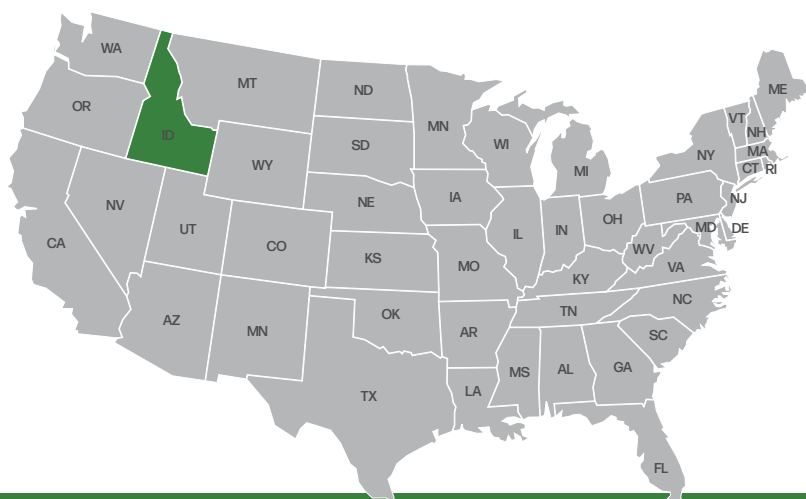 WA
MT
ND
MN
ME
OR
ID
SD
WI
VT
NH
WY
MI
NY
MA
CT
RI
NV
NE
IA
PA
NJ
UT
CO
IL
IN
OH
MD
DE
CA
KS
MO
WV
VA
KY
AZ
MN
OK
AR
TN
NC
SC
TX
LA
MS
AL
GA
FL